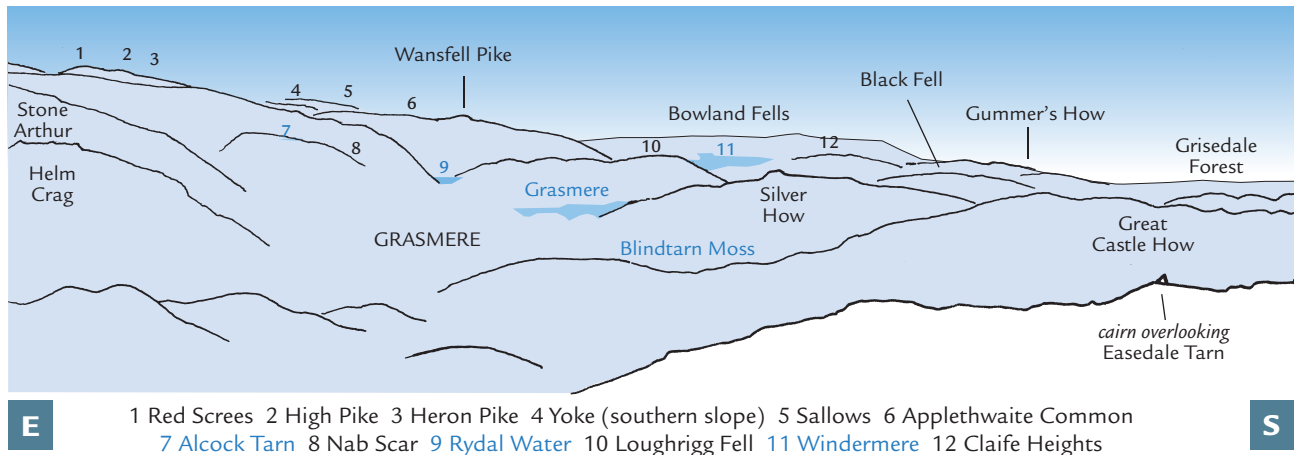 1 2 3
Wansfell Pike
4 5 6
Black Fell
Stone
Arthur
Bowland Fells
Gummer's How
7 8
9
10 11 12
Grisedale
Forest
Helm
Crag
Grasmere
Silver
How
GRASMERE
Blindtarn Moss
Great
Castle How
cairn overlooking
Easedale Tarn
E
1 Red Screes 2 High Pike 3 Heron Pike 4 Yoke (southern slope) 5 Sallows 6 Applethwaite Common
7 Alcock Tarn 8 Nab Scar 9 Rydal Water 10 Loughrigg Fell 11 Windermere 12 Claife Heights
S